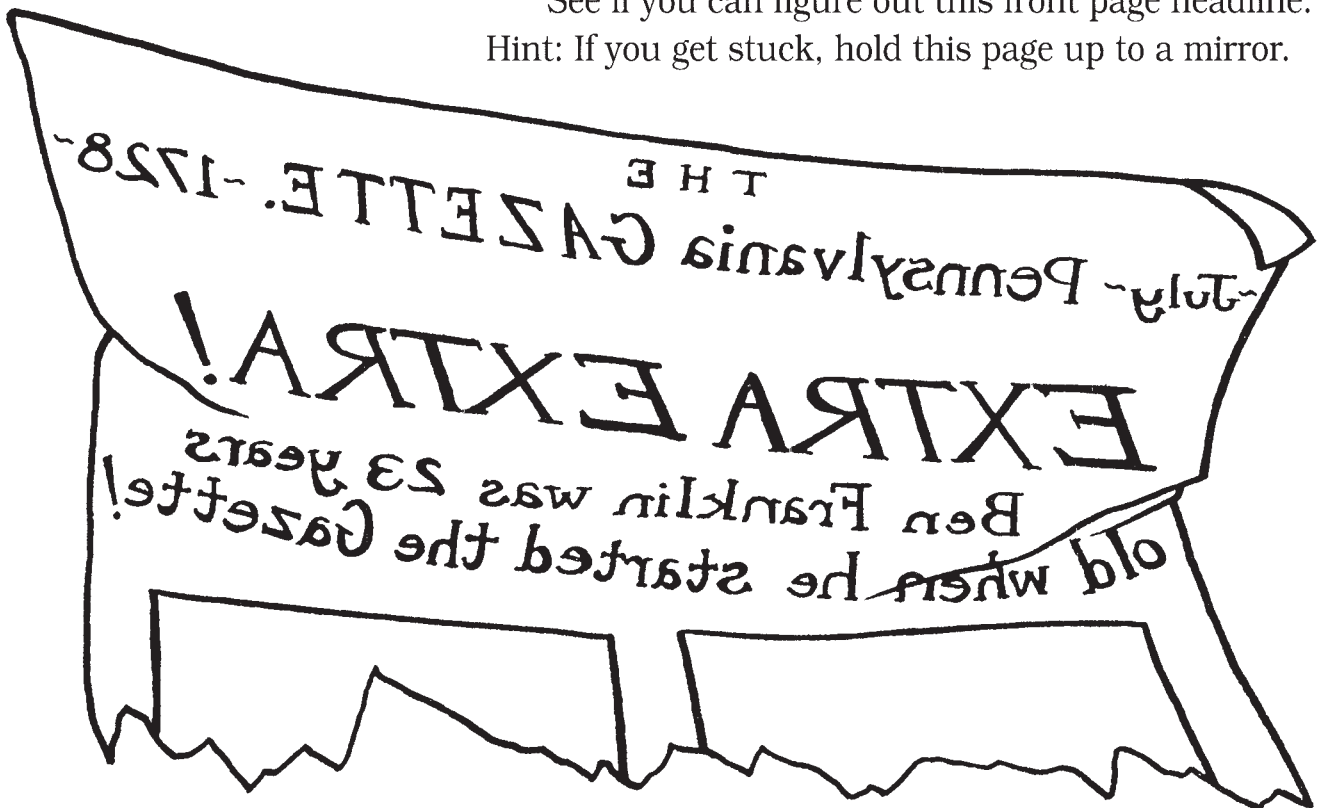 See if you can figure out this front page headline.
Hint: If you get stuck, hold this page up to a mirror.
THE
~July~ Pennsylvania GAZETTE. ~1728~
EXTRA EXTRA!
Ben Franklin was 23 years
old when he started the Gazette!